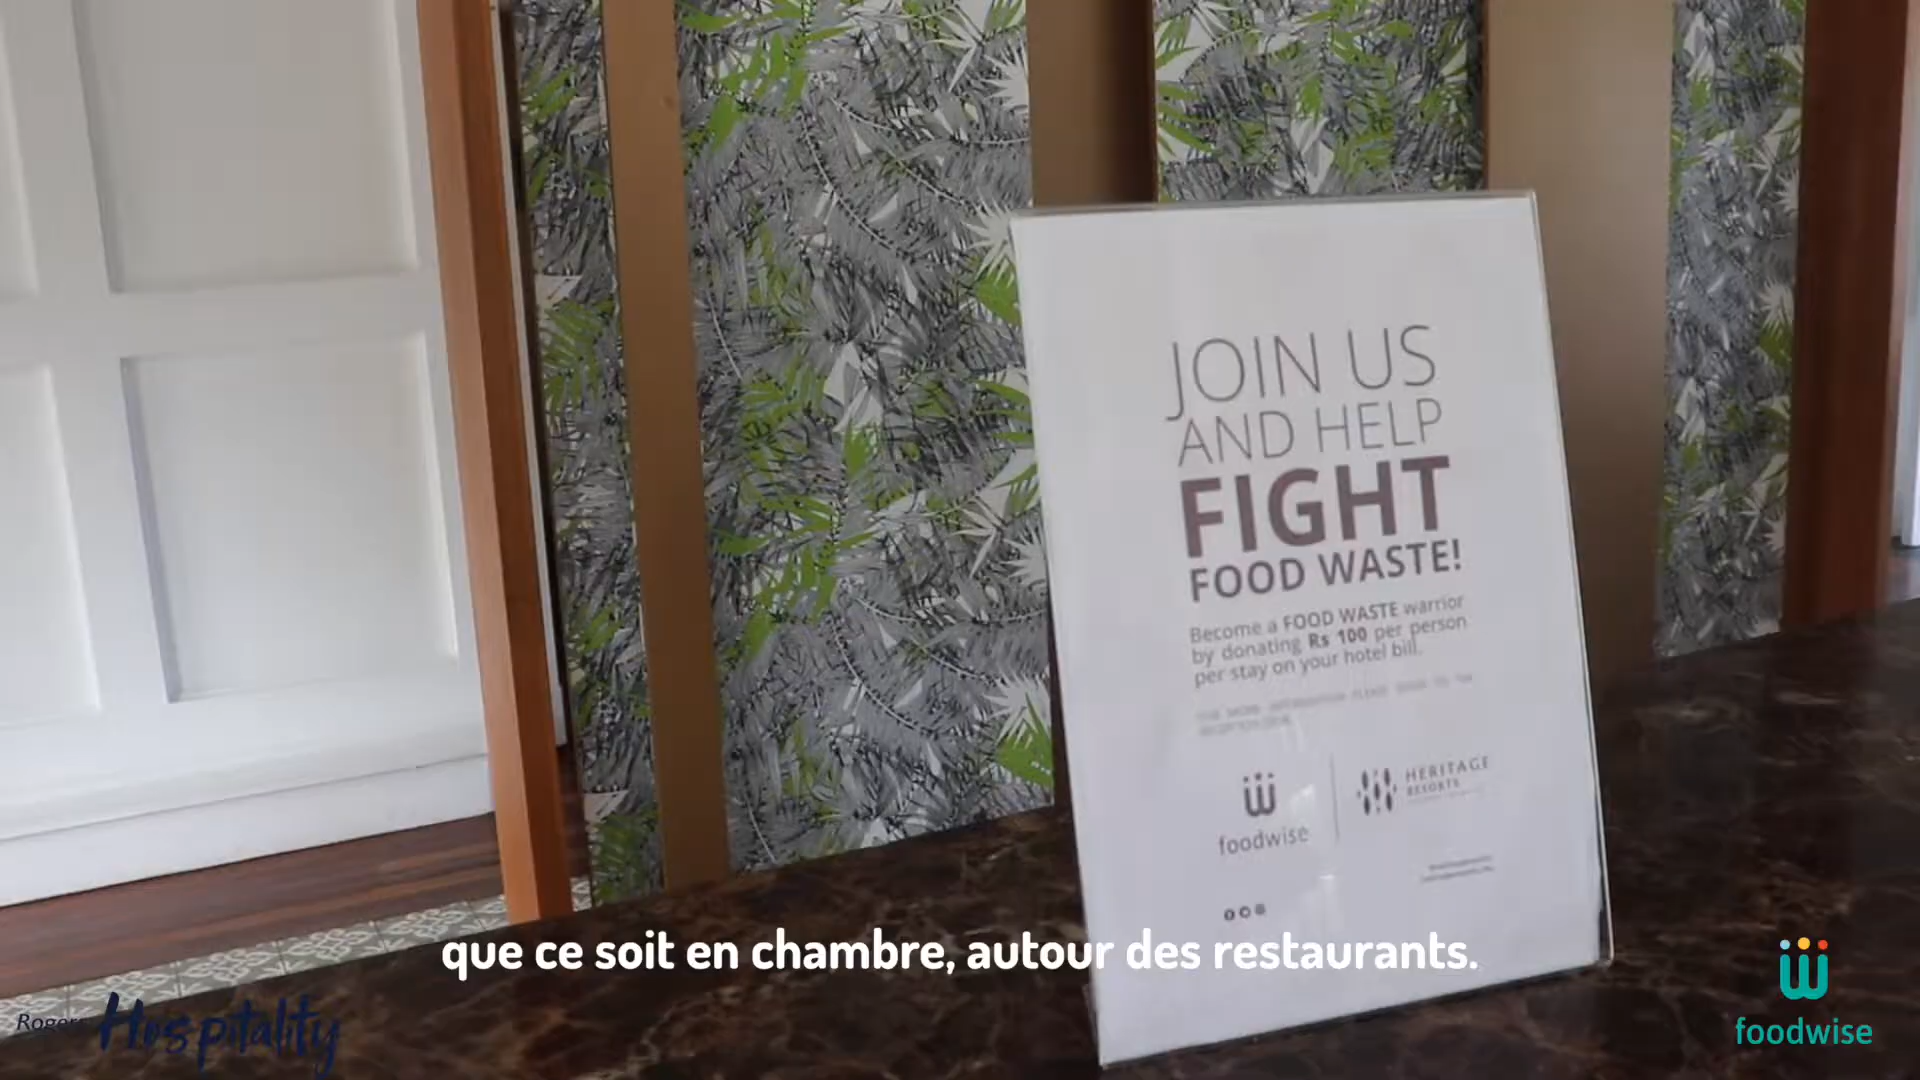 JOIN US
AND HELP
FIGHT
FOOD WASTE!
Become a FOOD WASTE warrior
by donating Rs 100 per person
per stay on your hotel bill.
foodwise
HERITAGE
RESORTS
que ce soit en chambre, autour des restaurants.
Rogers Hospitality
foodwise